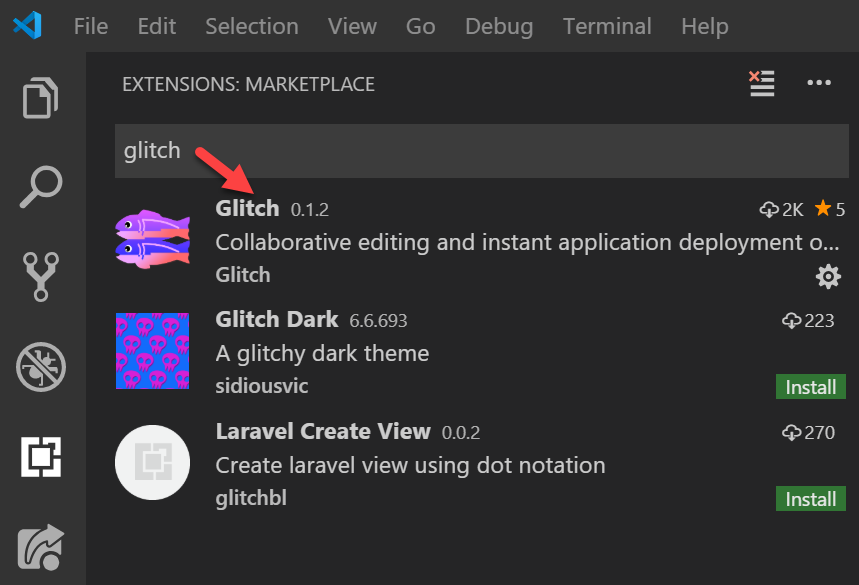 File Edit Selection View Go Debug Terminal Help
EXTENSIONS: MARKETPLACE
glitch
Glitch 0.1.2 2K 5
Collaborative editing and instant application deployment o...
Glitch
Glitch Dark 6.6.693 223
A glitchy dark theme
sidiousvic Install
Laravel Create View 0.0.2 270
Create laravel view using dot notation
glitchbl Install